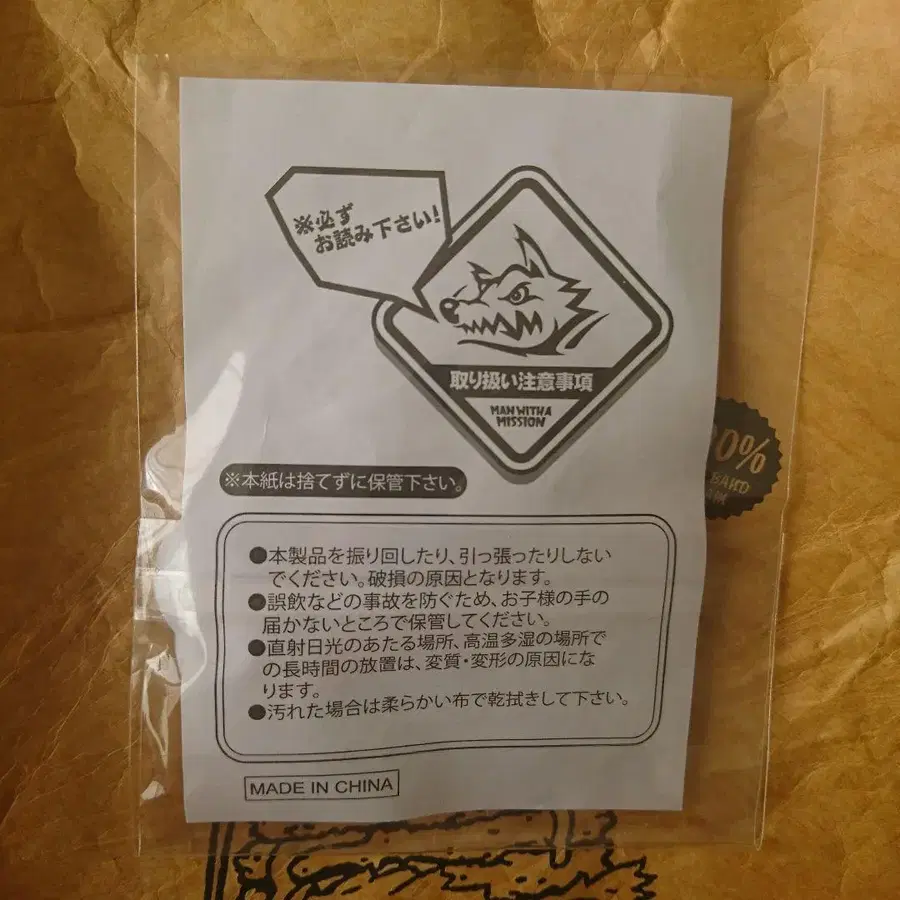 ※必ず
お読み下さい!
取り扱い注意事項
MAN WITH A
MISSION
※本紙は捨てずに保管下さい。
0%
●本製品を振り回したり、引っ張ったりしない
でください。破損の原因となります。
●誤飲などの事故を防ぐため、お子様の手の
届かないところで保管してください。
●直射日光のあたる場所、高温多湿の場所で
の長時間の放置は、変質・変形の原因にな
ります。
●汚れた場合は柔らかい布で乾拭きして下さい。
MADE IN CHINA